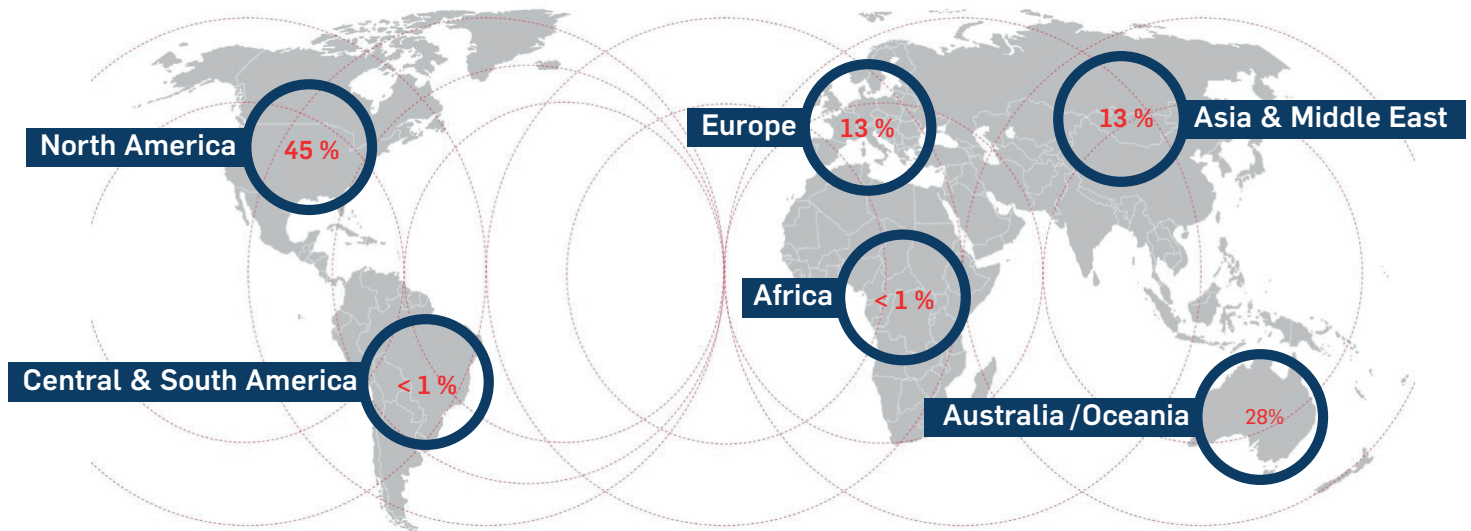 North America
45 %
Europe
13 %
13 %
Asia & Middle East
Africa
< 1 %
Central & South America
< 1 %
Australia / Oceania
28%